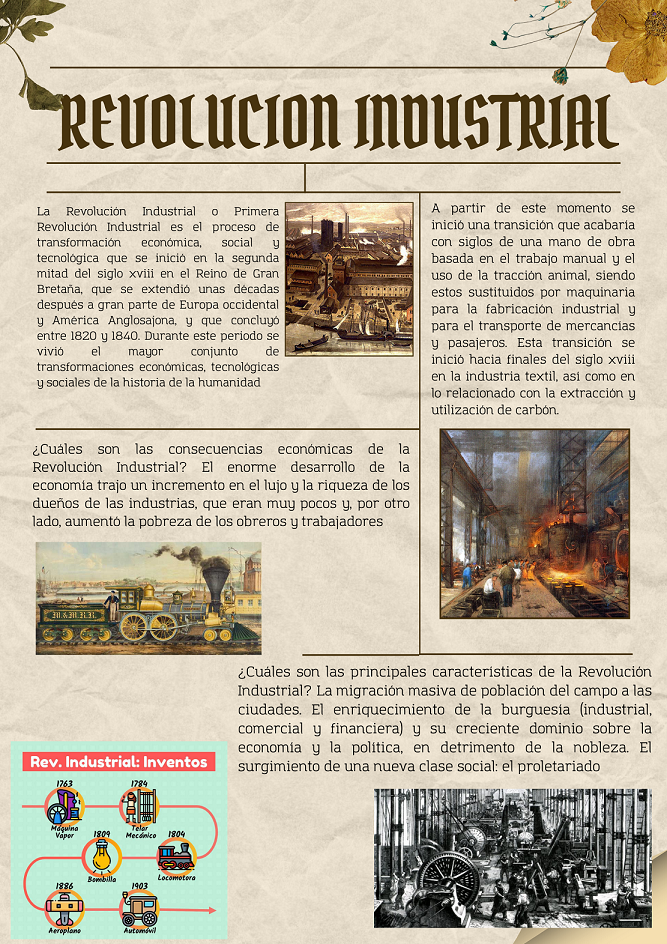 REVOLUCION INDUSTRIAL
La Revolución Industrial o Primera
Revolución Industrial es el proceso de
transformación económica, social y
tecnológica que se inició en la segunda
mitad del siglo xviii en el Reino de Gran
Bretaña, que se extendió unas décadas
después a gran parte de Europa occidental
y América Anglosajona, y que concluyó
entre 1820 y 1840. Durante este periodo se
vivió el mayor conjunto de
transformaciones económicas, tecnológicas
y sociales de la historia de la humanidad
A partir de este momento se
inició una transición que acabaría
con siglos de una mano de obra
basada en el trabajo manual y el
uso de la tracción animal, siendo
estos sustituidos por maquinaria
para la fabricación industrial y
para el transporte de mercancías
y pasajeros. Esta transición se
inició hacia finales del siglo xviii
en la industria textil, así como en
lo relacionado con la extracción y
utilización de carbón.
¿Cuáles son las consecuencias económicas de la
Revolución Industrial? El enorme desarrollo de la
economía trajo un incremento en el lujo y la riqueza de los
dueños de las industrias, que eran muy pocos y, por otro
lado, aumentó la pobreza de los obreros y trabajadores
M.&M.R.R.
¿Cuáles son las principales características de la Revolución
Industrial? La migración masiva de población del campo a las
ciudades. El enriquecimiento de la burguesía (industrial,
comercial y financiera) y su creciente dominio sobre la
economía y la política, en detrimento de la nobleza. El
surgimiento de una nueva clase social: el proletariado
Rev. Industrial: Inventos
1763
Máquina
Vapor
1784
Telar
Mecánico
1809
Bombilla
1804
Locomotora
1886
Aeroplano
1903
Automóvil